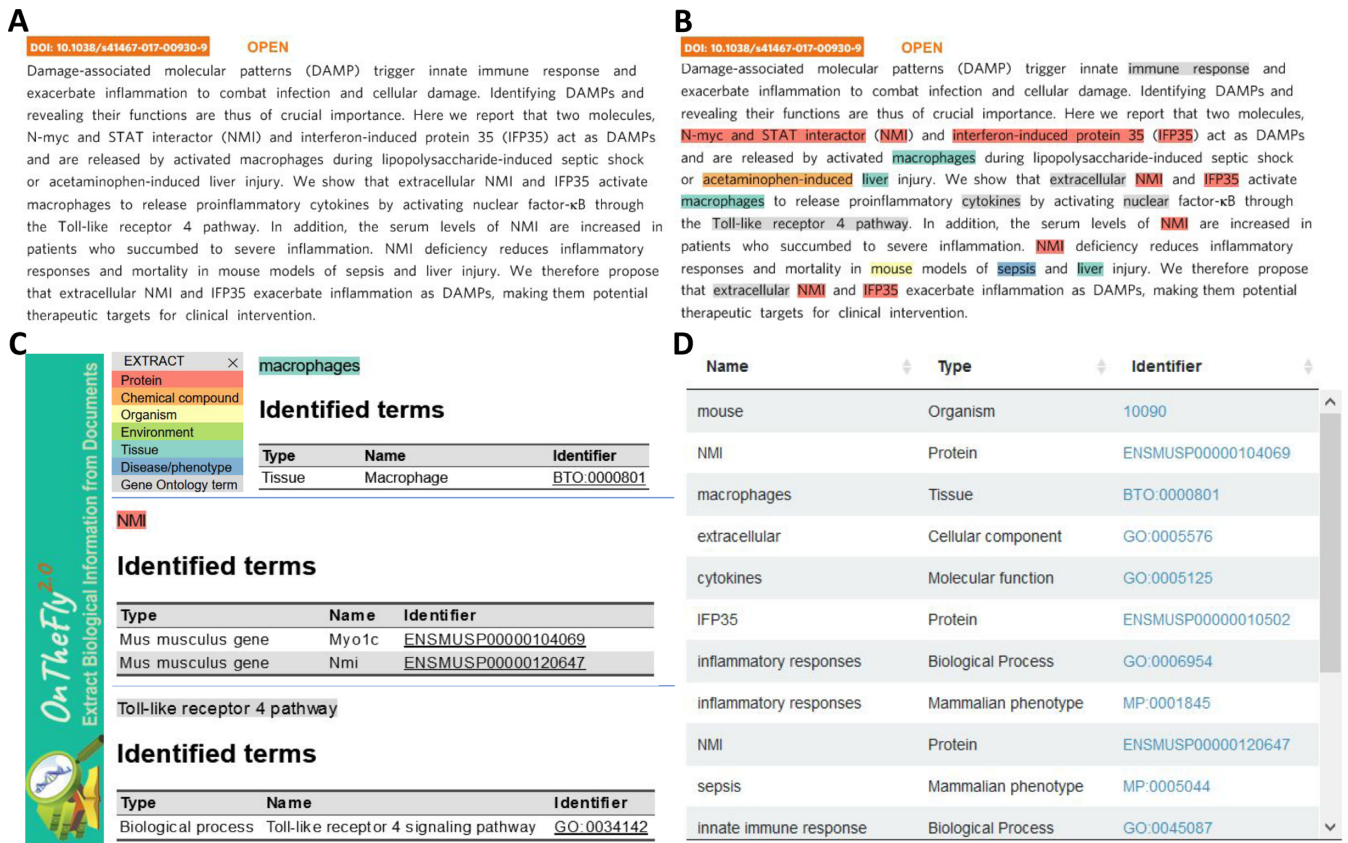 A
DOI: 10.1038/s41467-017-00930-9 OPEN
Damage-associated molecular patterns (DAMP) trigger innate immune response and
exacerbate inflammation to combat infection and cellular damage. Identifying DAMPs and
revealing their functions are thus of crucial importance. Here we report that two molecules,
N-myc and STAT interactor (NMI) and interferon-induced protein 35 (IFP35) act as DAMPs
and are released by activated macrophages during lipopolysaccharide-induced septic shock
or acetaminophen-induced liver injury. We show that extracellular NMI and IFP35 activate
macrophages to release proinflammatory cytokines by activating nuclear factor-κB through
the Toll-like receptor 4 pathway. In addition, the serum levels of NMI are increased in
patients who succumbed to severe inflammation. NMI deficiency reduces inflammatory
responses and mortality in mouse models of sepsis and liver injury. We therefore propose
that extracellular NMI and IFP35 exacerbate inflammation as DAMPs, making them potential
therapeutic targets for clinical intervention.
B
DOI: 10.1038/s41467-017-00930-9 OPEN
Damage-associated molecular patterns (DAMP) trigger innate immune response and
exacerbate inflammation to combat infection and cellular damage. Identifying DAMPs and
revealing their functions are thus of crucial importance. Here we report that two molecules,
N-myc and STAT interactor (NMI) and interferon-induced protein 35 (IFP35) act as DAMPs
and are released by activated macrophages during lipopolysaccharide-induced septic shock
or acetaminophen-induced liver injury. We show that extracellular NMI and IFP35 activate
macrophages to release proinflammatory cytokines by activating nuclear factor-κB through
the Toll-like receptor 4 pathway. In addition, the serum levels of NMI are increased in
patients who succumbed to severe inflammation. NMI deficiency reduces inflammatory
responses and mortality in mouse models of sepsis and liver injury. We therefore propose
that extracellular NMI and IFP35 exacerbate inflammation as DAMPs, making them potential
therapeutic targets for clinical intervention.
C
OnTheFly2.0
Extract Biological Information from Documents
EXTRACT ×
Protein
Chemical compound
Organism
Environment
Tissue
Disease/phenotype
Gene Ontology term
macrophages
Identified terms
Type Name Identifier
Tissue Macrophage BTO:0000801
NMI
Identified terms
Type Name Identifier
Mus musculus gene Myo1c ENSMUSP00000104069
Mus musculus gene Nmi ENSMUSP00000120647
Toll-like receptor 4 pathway
Identified terms
Type Name Identifier
Biological process Toll-like receptor 4 signaling pathway GO:0034142
D
Name Type Identifier
mouse Organism 10090
NMI Protein ENSMUSP00000104069
macrophages Tissue BTO:0000801
extracellular Cellular component GO:0005576
cytokines Molecular function GO:0005125
IFP35 Protein ENSMUSP00000010502
inflammatory responses Biological Process GO:0006954
inflammatory responses Mammalian phenotype MP:0001845
NMI Protein ENSMUSP00000120647
sepsis Mammalian phenotype MP:0005044
innate immune response Biological Process GO:0045087